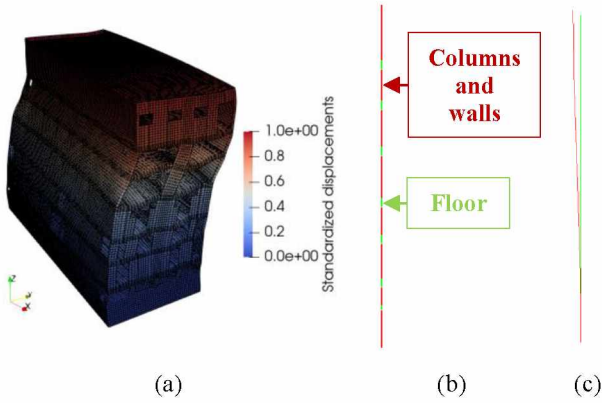 Columns
and
walls
Floor
1.0e+00
0.8
0.6
0.4
0.2
0.0e+00
Standardized displacements
Z
Y
X
(a)
(b)
(c)